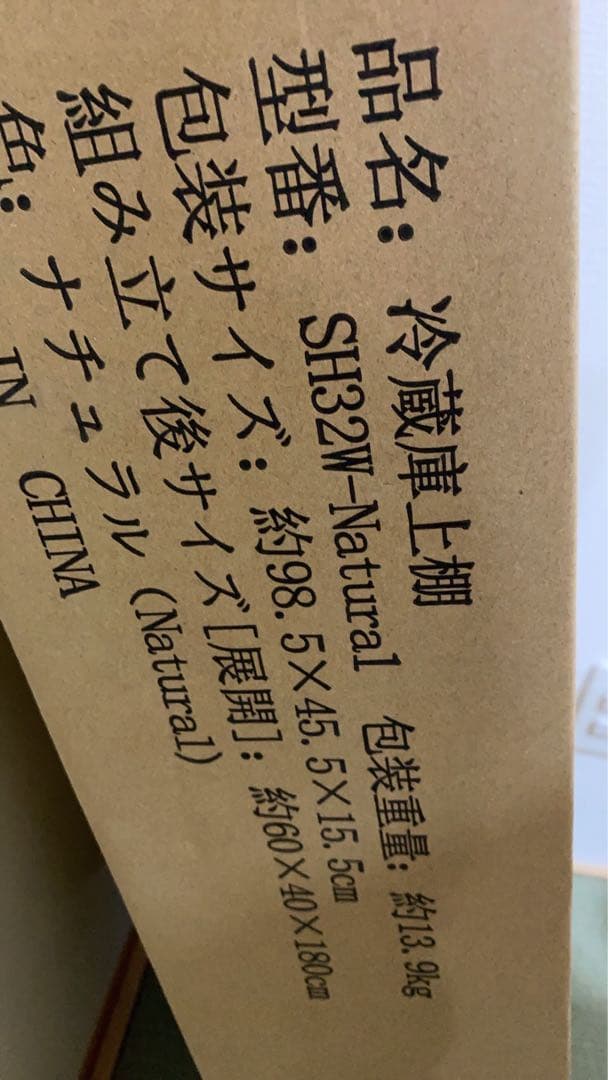 品名: 冷蔵庫上棚
型番: SH32W-Natural 包装重量: 約13.9kg
包装サイズ: 約98.5×45.5×15.5cm
組み立て後サイズ[展開]: 約60×40×180cm
色: ナチュラル (Natural)
IN CHINA